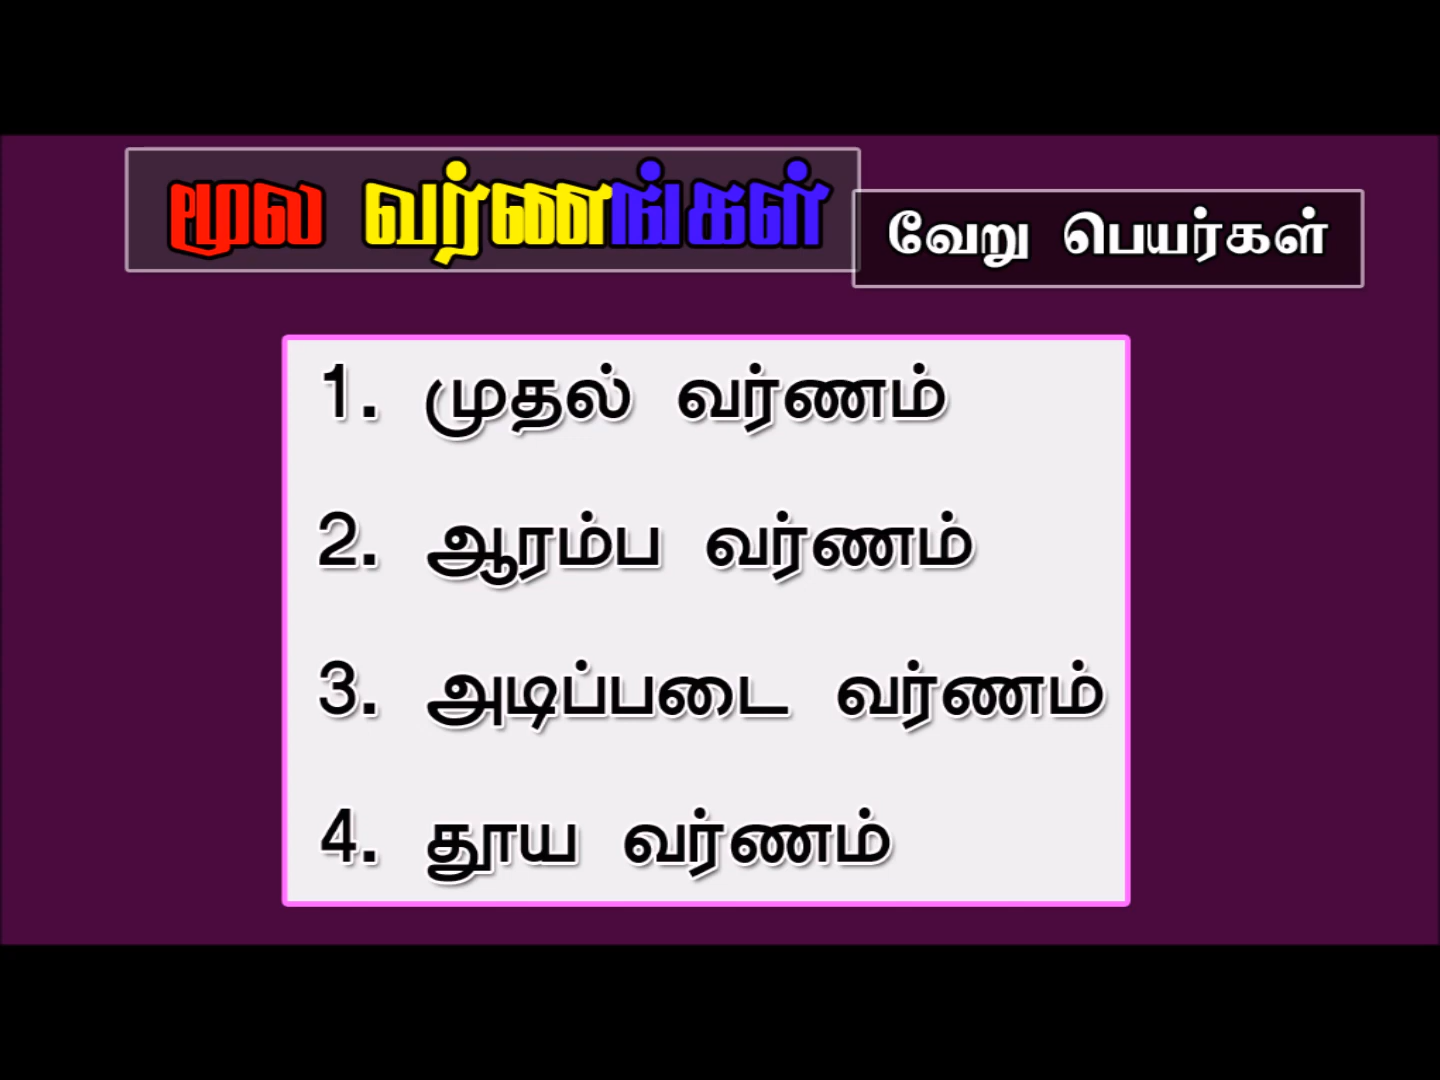 மூல வர்ணங்கள்
வேறு பெயர்கள்
1. முதல் வர்ணம்
2. ஆரம்ப வர்ணம்
3. அடிப்படை வர்ணம்
4. தூய வர்ணம்